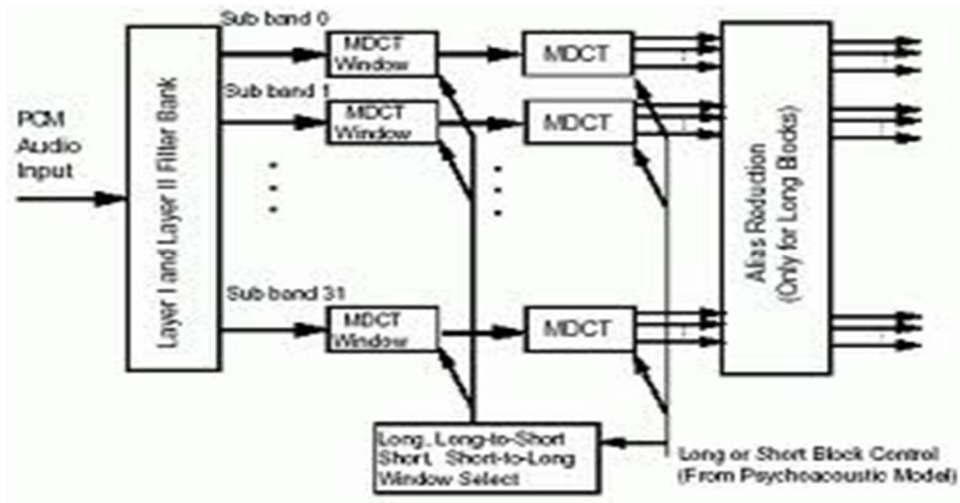 Sub band 0
MDCT
Window
MDCT
Sub band 1
MDCT
Window
MDCT
PCM
Audio
Input
Layer I and Layer II Filter Bank
Alias Reduction
(Only for Long Blocks)
Sub band 31
MDCT
Window
MDCT
Long, Long-to-Short
Short, Short-to-Long
Window Select
Long or Short Block Control
(From Psychoacoustic Model)